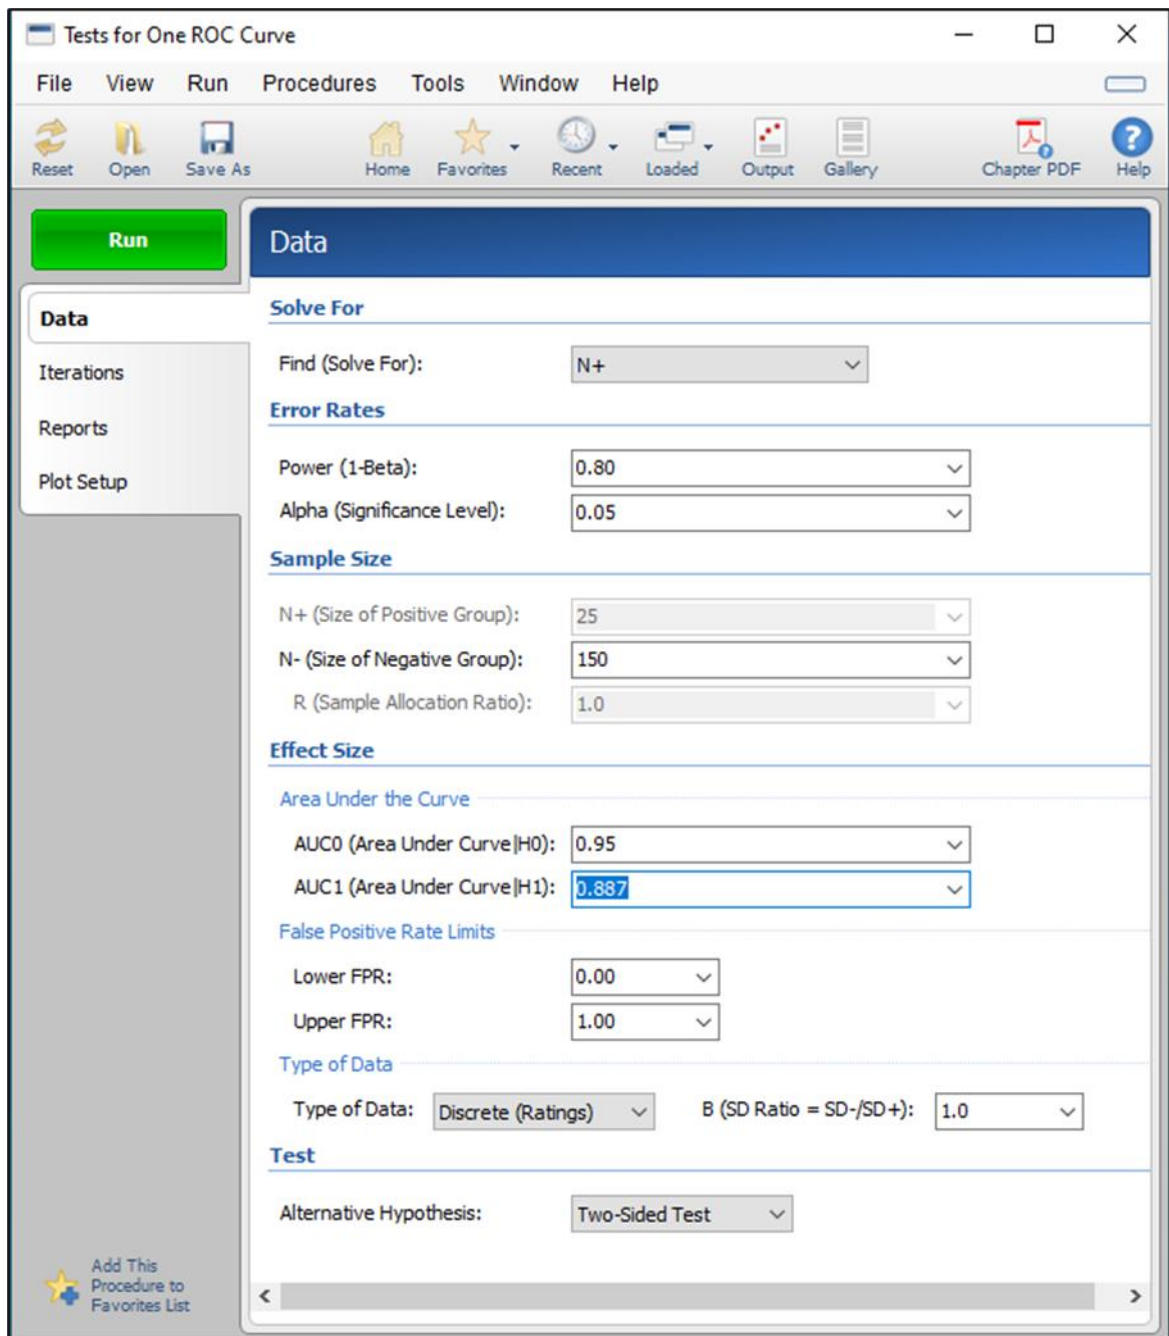 Tests for One ROC Curve
File View Run Procedures Tools Window Help
Reset Open Save As Home Favorites Recent Loaded Output Gallery Chapter PDF Help
Run
Data
Iterations
Reports
Plot Setup
Add This
Procedure to
Favorites List
Data
Solve For
Find (Solve For): N+
Error Rates
Power (1-Beta): 0.80
Alpha (Significance Level): 0.05
Sample Size
N+ (Size of Positive Group): 25
N- (Size of Negative Group): 150
R (Sample Allocation Ratio): 1.0
Effect Size
Area Under the Curve
AUC0 (Area Under Curve|H0): 0.95
AUC1 (Area Under Curve|H1): 0.887
False Positive Rate Limits
Lower FPR: 0.00
Upper FPR: 1.00
Type of Data
Type of Data: Discrete (Ratings) B (SD Ratio = SD-/SD+): 1.0
Test
Alternative Hypothesis: Two-Sided Test